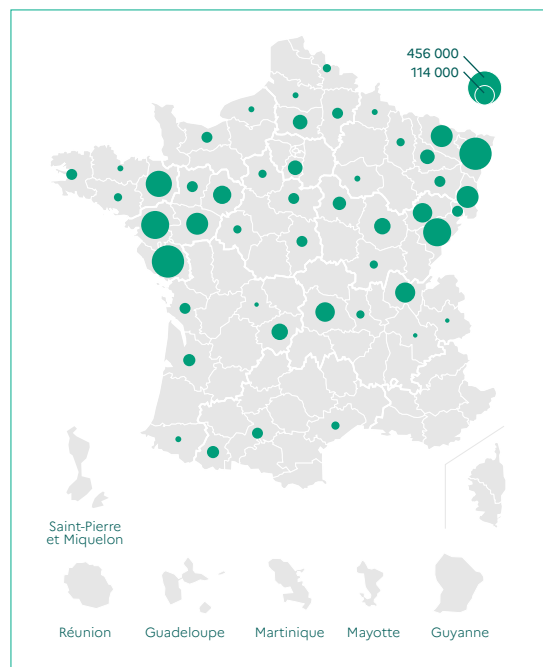 456 000
114 000
Saint-Pierre
et Miquelon
Réunion
Guadeloupe
Martinique
Mayotte
Guyanne